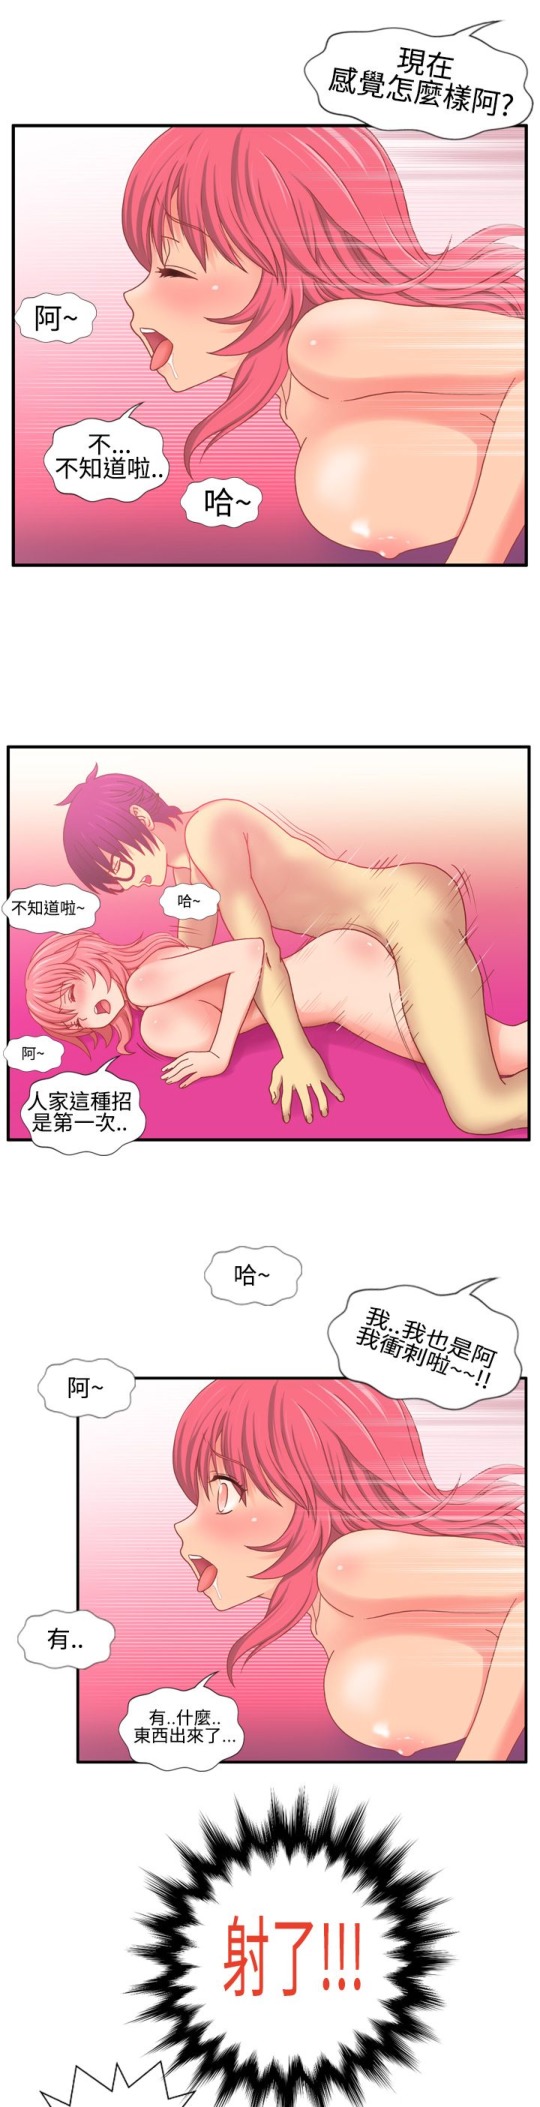 現在
感覺怎麼樣阿?
阿~
不...
不知道啦..
哈~
不知道啦~
哈~
阿~
人家這種招
是第一次..
哈~
我..我也是阿
我衝刺啦~~!!
阿~
有..
有..什麼..
東西出來了...
射了!!!